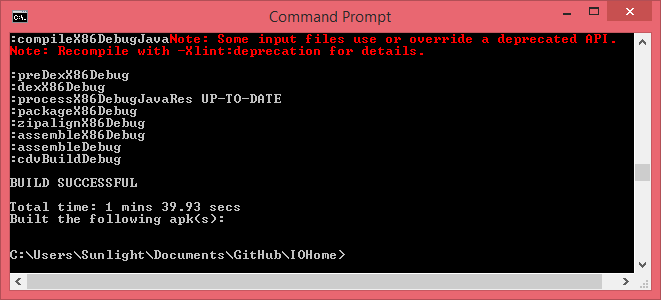 Command Prompt
:compileX86DebugJavaNote: Some input files use or override a deprecated API.
Note: Recompile with -Xlint:deprecation for details.
:preDexX86Debug
:dexX86Debug
:processX86DebugJavaRes UP-TO-DATE
:packageX86Debug
:zipalignX86Debug
:assembleX86Debug
:assembleDebug
:cdvBuildDebug
BUILD SUCCESSFUL
Total time: 1 mins 39.93 secs
Built the following apk(s):
C:\Users\Sunlight\Documents\GitHub\IOHome>